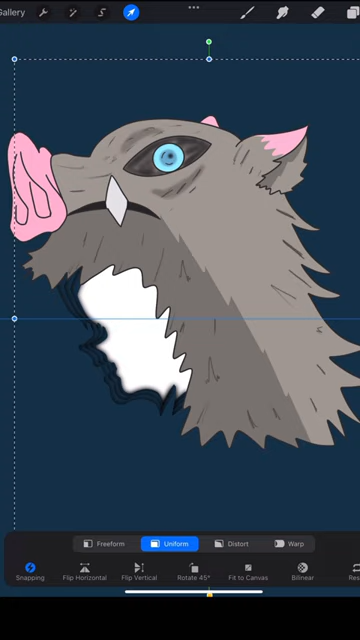 Gallery
Freeform Uniform Distort Warp
Snapping Flip Horizontal Flip Vertical Rotate 45° Fit to Canvas Bilinear